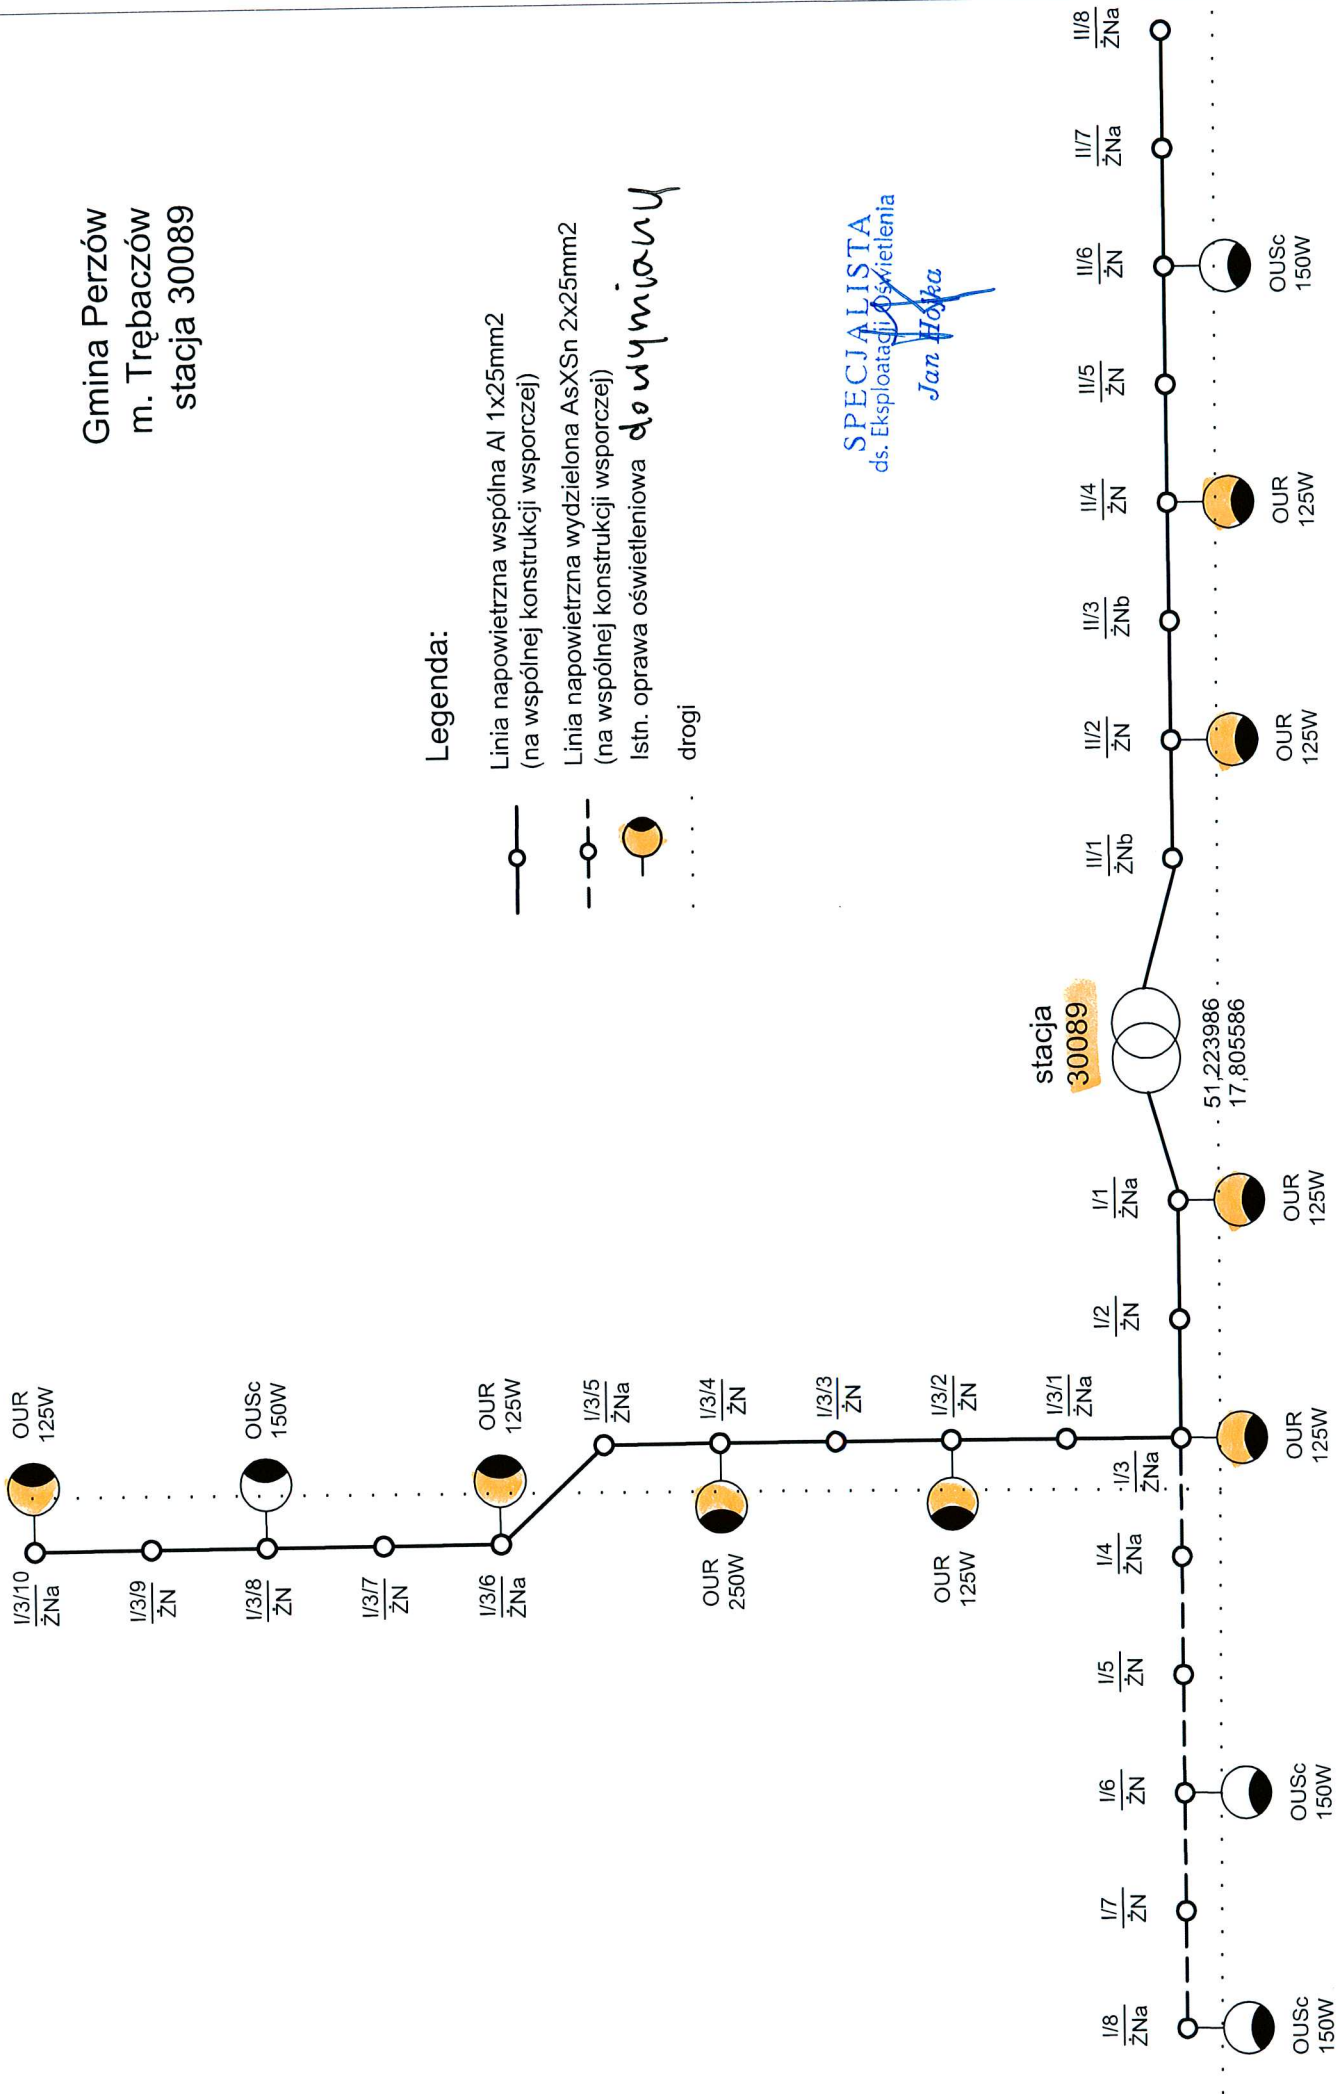 Gmina Perzów
m. Trębaczów
stacja 30089
Legenda:
Linia napowietrzna wspólna Al 1x25mm2
(na wspólnej konstrukcji wsporczej)
Linia napowietrzna wydzielona AsXSn 2x25mm2
(na wspólnej konstrukcji wsporczej)
Istn. oprawa oświetleniowa do wymiany
drogi
SPECJALISTA
ds. Eksploatacji Oświetlenia
Jan Hojka
OUR
125W
I/3/10
ŻNa
I/3/9
ŻN
OUSc
150W
I/3/8
ŻN
I/3/7
ŻN
OUR
125W
I/3/6
ŻNa
I/3/5
ŻNa
I/3/4
ŻN
OUR
250W
I/3/3
ŻN
I/3/2
ŻN
OUR
125W
I/3/1
ŻNa
I/8
ŻNa
OUSc
150W
I/7
ŻN
I/6
ŻN
OUSc
150W
I/5
ŻN
I/4
ŻNa
I/3
ŻNa
OUR
125W
I/2
ŻN
I/1
ŻNa
OUR
125W
stacja
30089
51,223986
17,805586
II/1
ŻNb
II/2
ŻN
OUR
125W
II/3
ŻNb
II/4
ŻN
OUR
125W
II/5
ŻN
II/6
ŻN
OUSc
150W
II/7
ŻNa
II/8
ŻNa